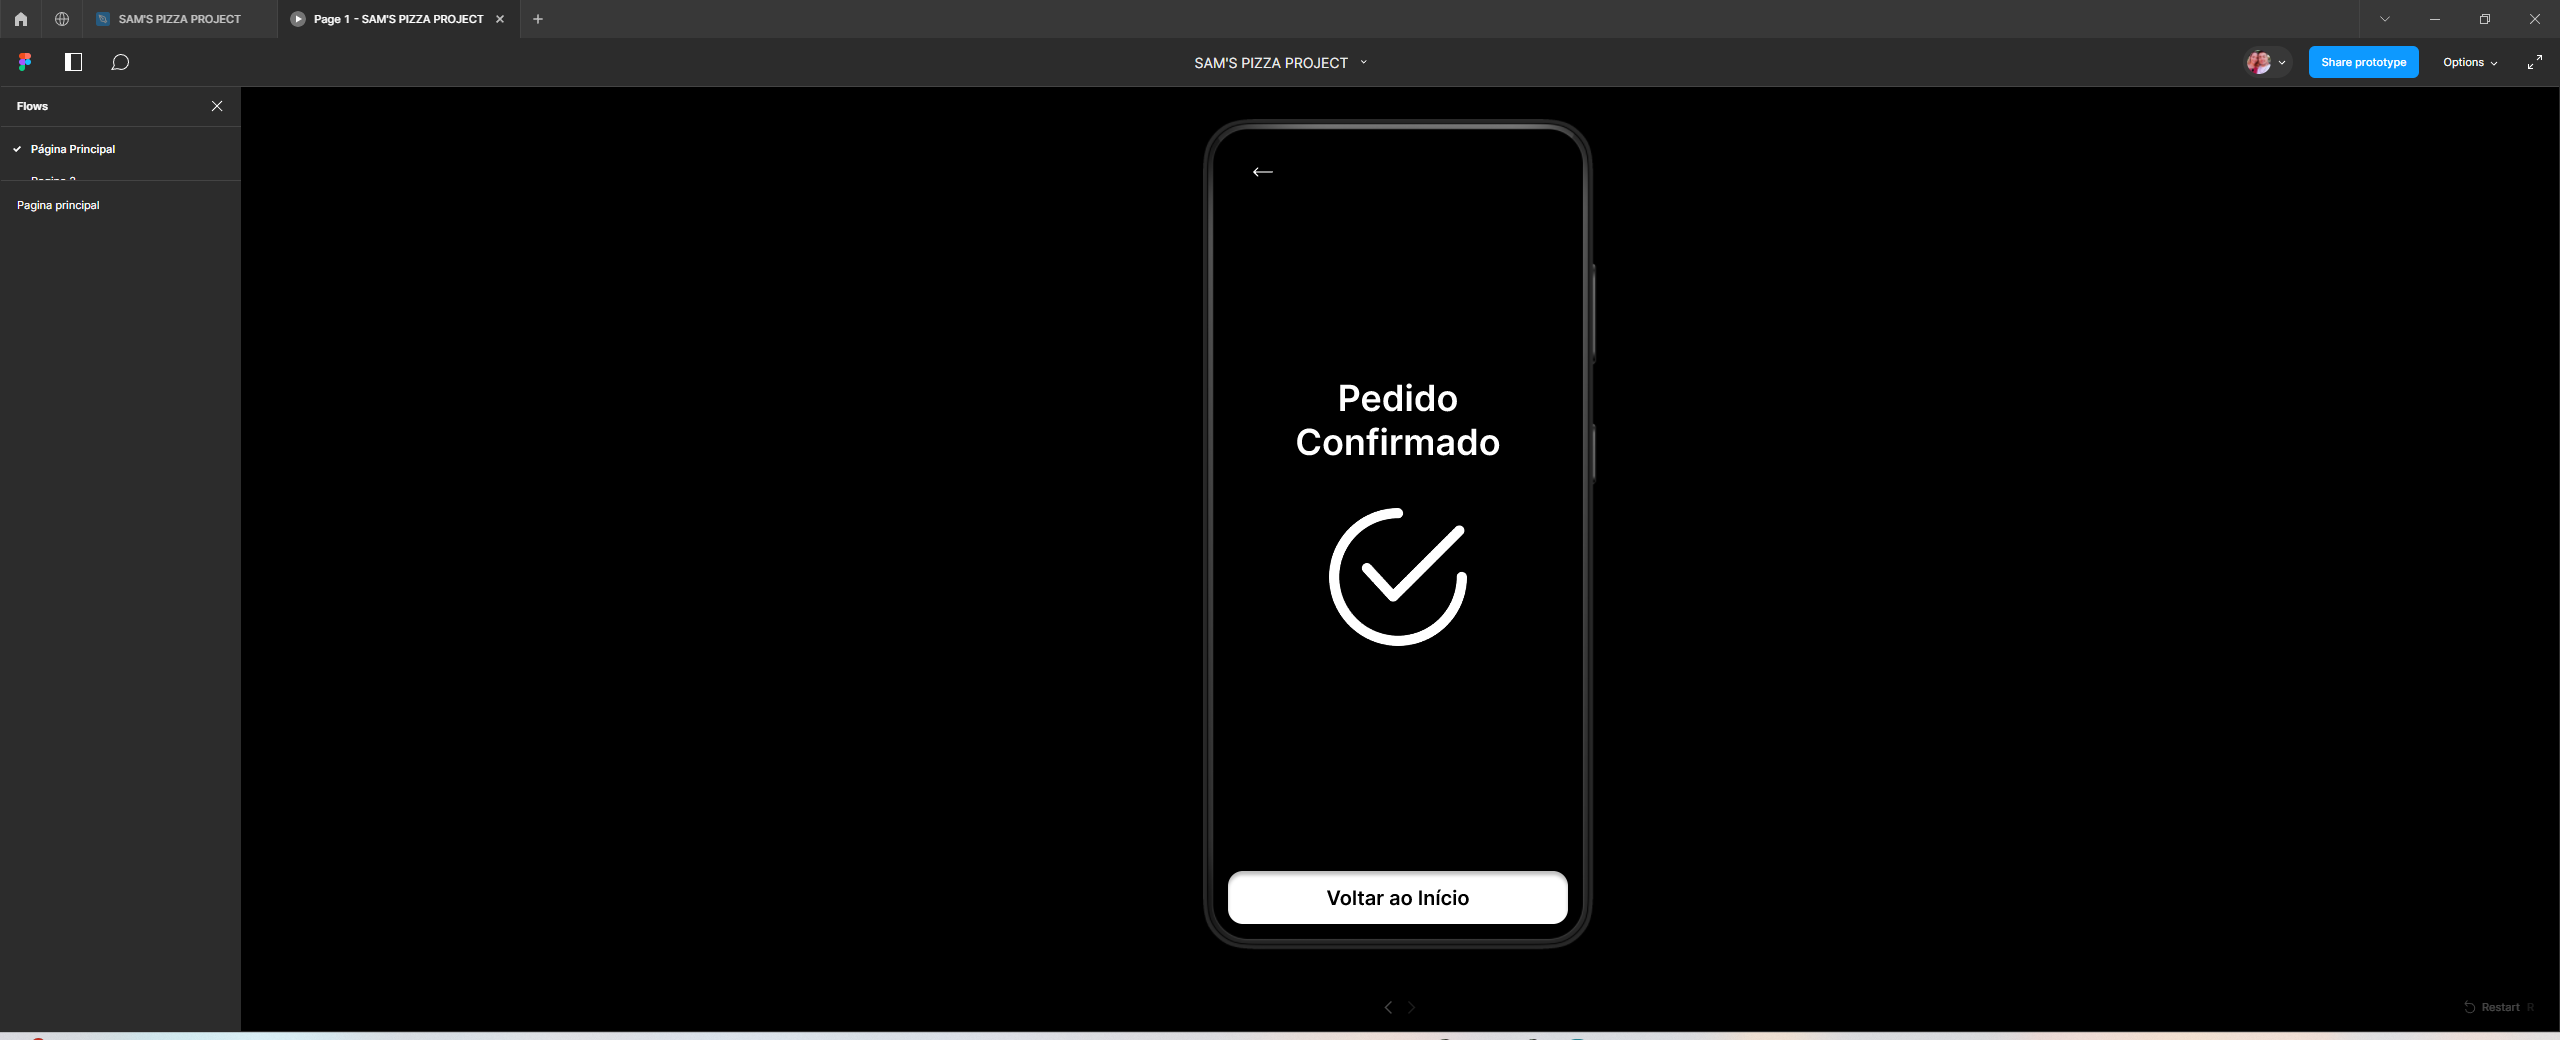 SAM'S PIZZA PROJECT
Page 1 - SAM'S PIZZA PROJECT
SAM'S PIZZA PROJECT
Share prototype
Options
Flows
Página Principal
Pagina principal
Pedido
Confirmado
Voltar ao Início
Restart R